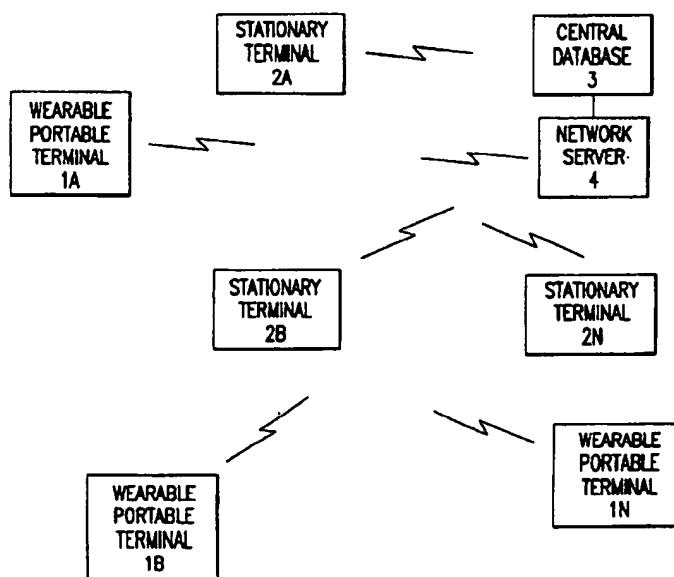 STATIONARY
TERMINAL
2A
CENTRAL
DATABASE
3
WEARABLE
PORTABLE
TERMINAL
1A
NETWORK
SERVER
4
STATIONARY
TERMINAL
2B
STATIONARY
TERMINAL
2N
WEARABLE
PORTABLE
TERMINAL
1N
WEARABLE
PORTABLE
TERMINAL
1B